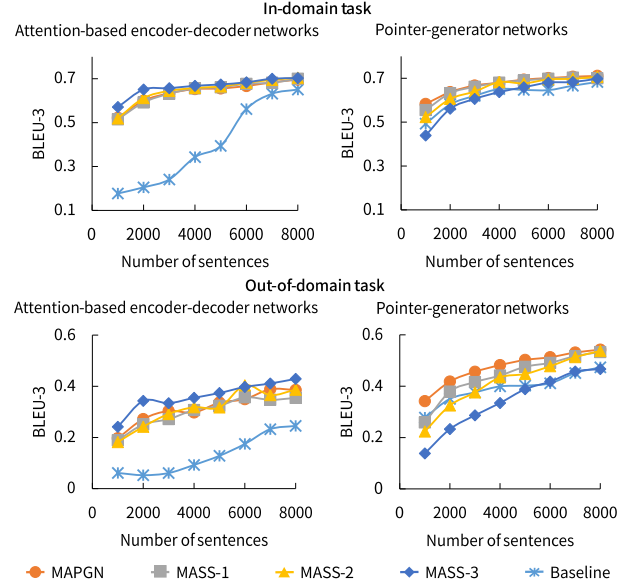 In-domain task
Attention-based encoder-decoder networks
Pointer-generator networks
0.7
0.5
0.3
0.1
BLEU-3
0 2000 4000 6000 8000
Number of sentences
0.7
0.5
0.3
0.1
BLEU-3
0 2000 4000 6000 8000
Number of sentences
Out-of-domain task
Attention-based encoder-decoder networks
Pointer-generator networks
0.6
0.4
0.2
0
BLEU-3
0 2000 4000 6000 8000
Number of sentences
0.6
0.4
0.2
0
BLEU-3
0 2000 4000 6000 8000
Number of sentences
MAPGN MASS-1 MASS-2 MASS-3 Baseline